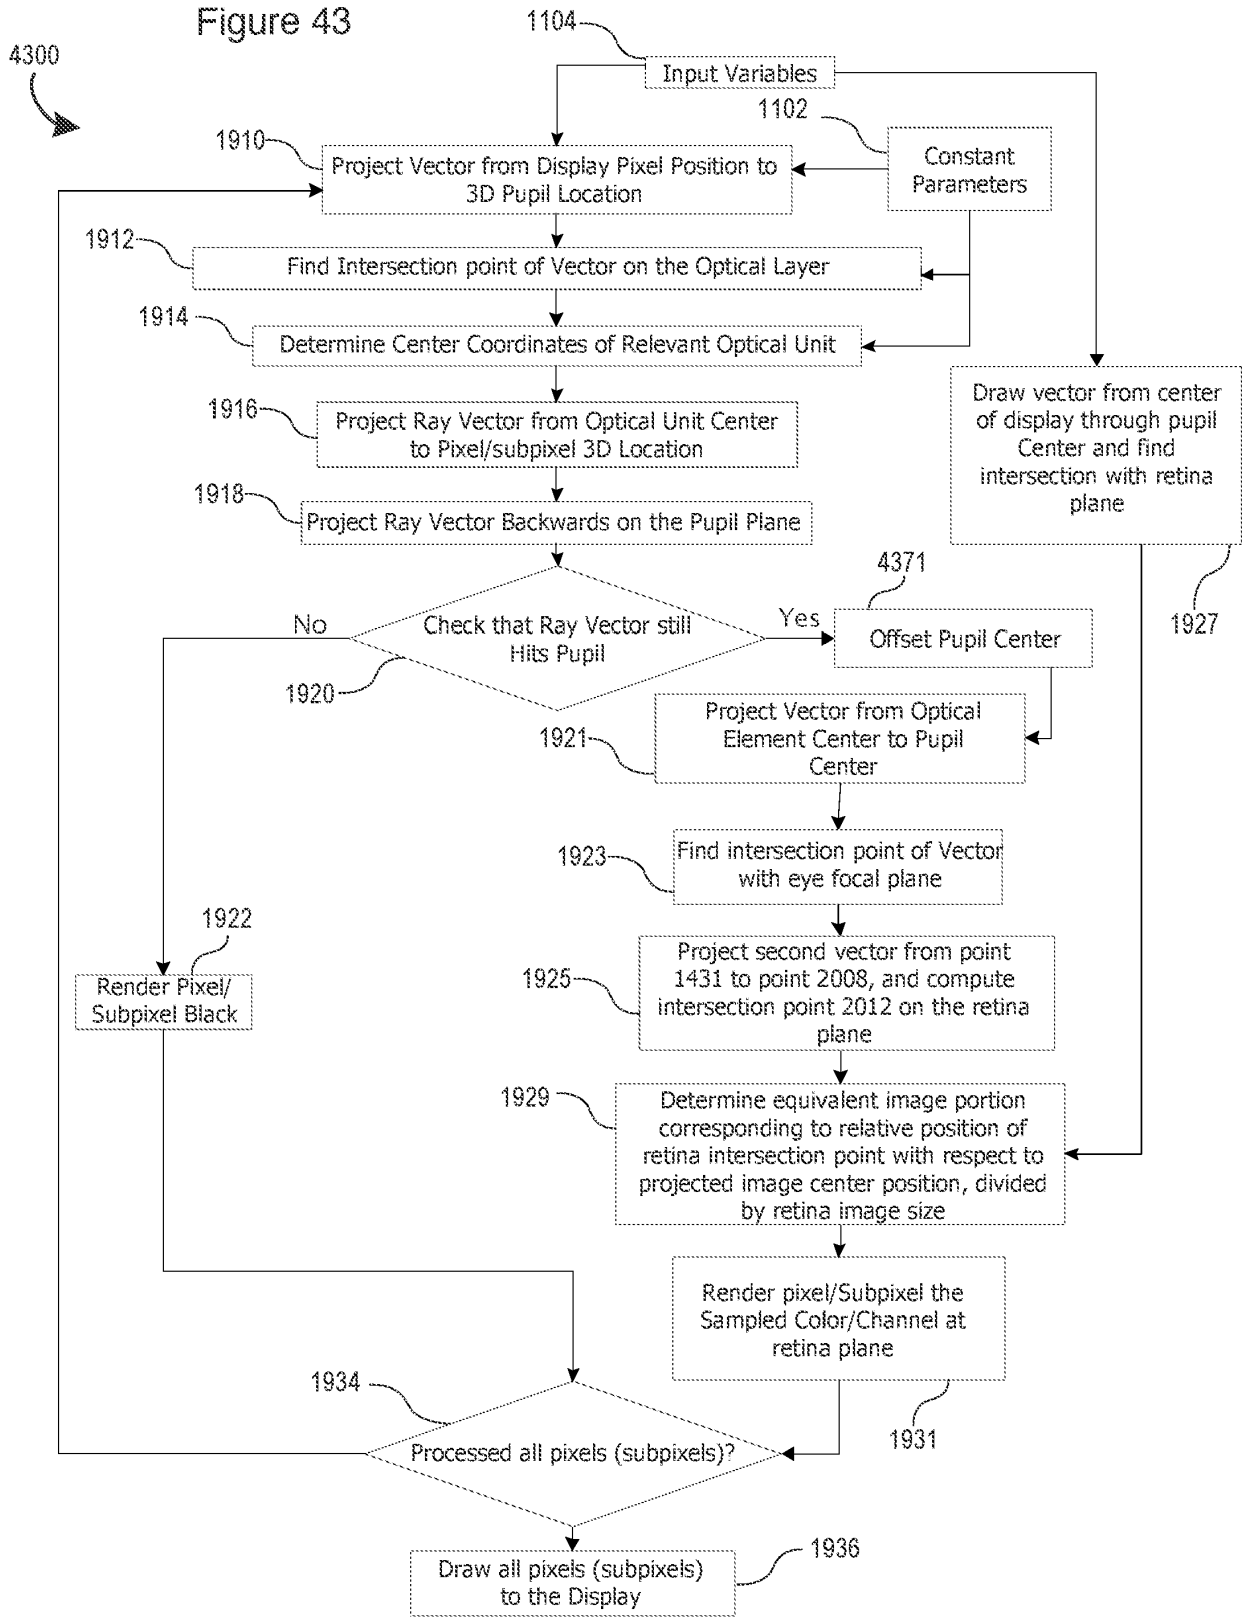 Figure 43
4300
1104
Input Variables
1102
Constant
Parameters
1910
Project Vector from Display Pixel Position to
3D Pupil Location
1912
Find Intersection point of Vector on the Optical Layer
1914
Determine Center Coordinates of Relevant Optical Unit
1916
Project Ray Vector from Optical Unit Center
to Pixel/subpixel 3D Location
Draw vector from center
of display through pupil
Center and find
intersection with retina
plane
1927
1918
Project Ray Vector Backwards on the Pupil Plane
No
Check that Ray Vector still
Hits Pupil
1920
Yes
4371
Offset Pupil Center
1921
Project Vector from Optical
Element Center to Pupil
Center
1923
Find intersection point of Vector
with eye focal plane
1922
Render Pixel/
Subpixel Black
1925
Project second vector from point
1431 to point 2008, and compute
intersection point 2012 on the retina
plane
1929
Determine equivalent image portion
corresponding to relative position of
retina intersection point with respect to
projected image center position, divided
by retina image size
Render pixel/Subpixel the
Sampled Color/Channel at
retina plane
1931
1934
Processed all pixels (subpixels)?
1936
Draw all pixels (subpixels)
to the Display